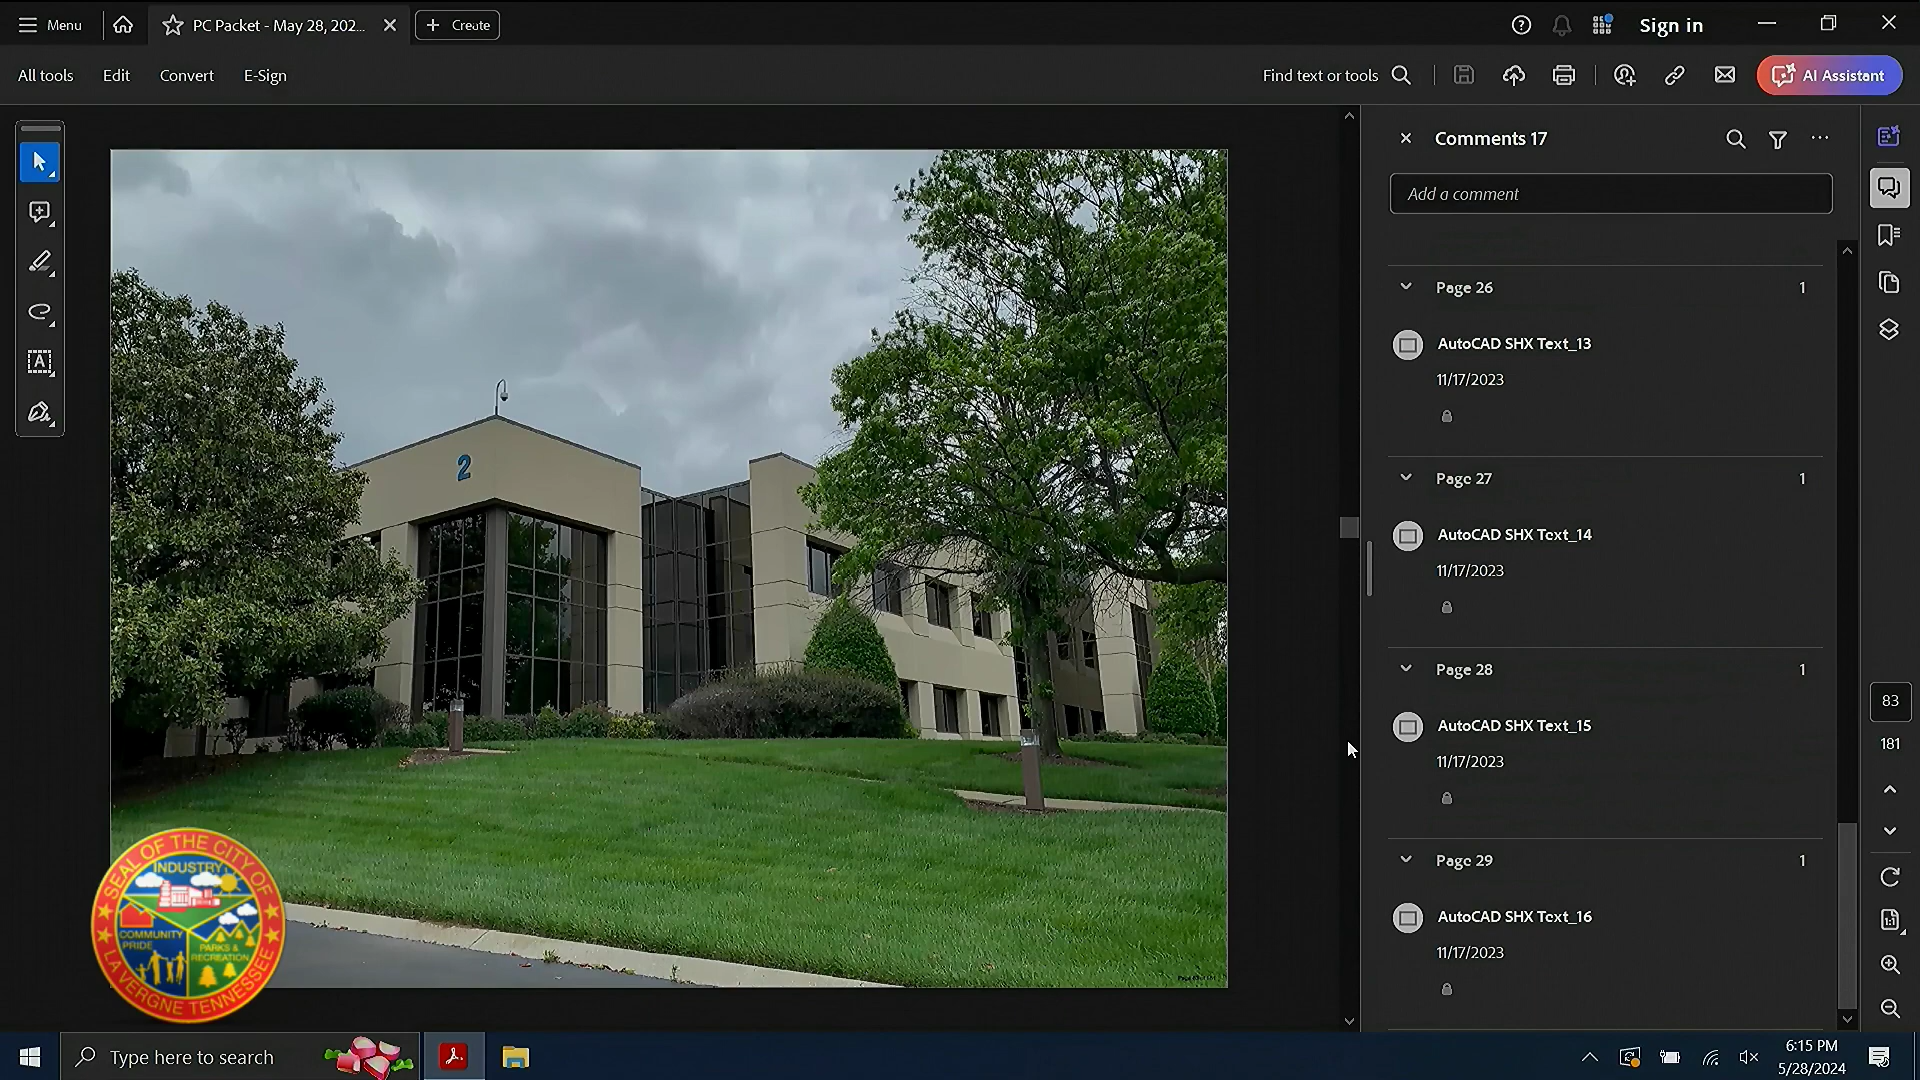 Menu
PC Packet - May 28, 202...
Create
Sign in
All tools
Edit
Convert
E-Sign
Find text or tools
AI Assistant
Comments 17
Add a comment
Page 26
1
AutoCAD SHX Text_13
11/17/2023
Page 27
1
AutoCAD SHX Text_14
11/17/2023
Page 28
1
AutoCAD SHX Text_15
11/17/2023
Page 29
1
AutoCAD SHX Text_16
11/17/2023
83
181
2
SEAL OF THE CITY OF
LA VERGNE TENNESSEE
INDUSTRY
COMMUNITY
PRIDE
PARKS &
RECREATION
Type here to search
6:15 PM
5/28/2024